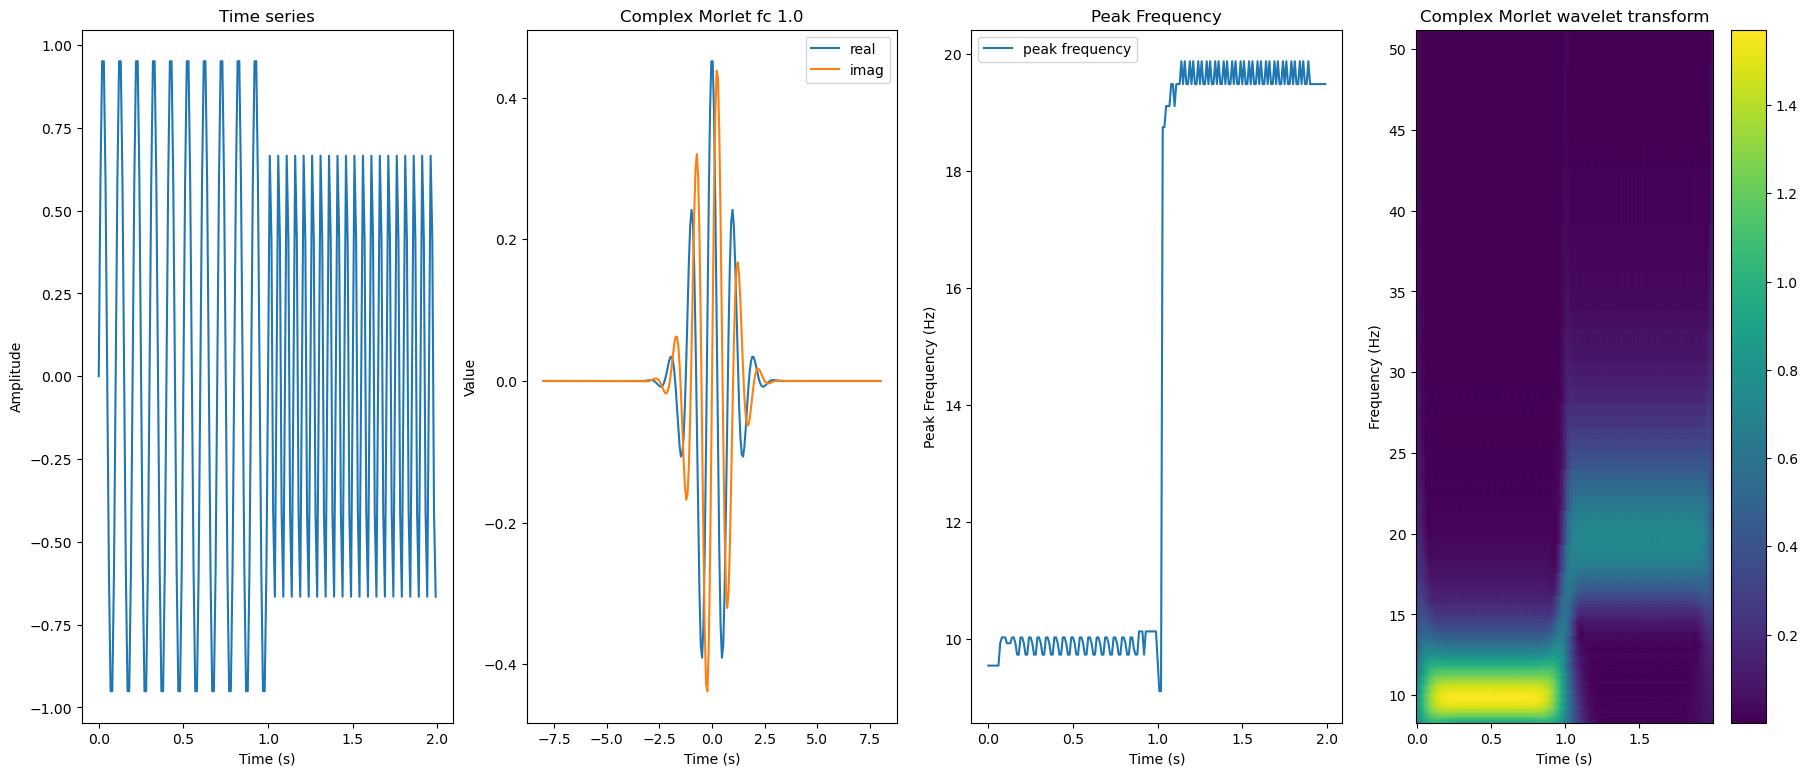 Time series
Amplitude
1.00
0.75
0.50
0.25
0.00
−0.25
−0.50
−0.75
−1.00
0.0 0.5 1.0 1.5 2.0
Time (s)
Complex Morlet fc 1.0
real
imag
Value
0.4
0.2
0.0
−0.2
−0.4
−7.5 −5.0 −2.5 0.0 2.5 5.0 7.5
Time (s)
Peak Frequency
peak frequency
Peak Frequency (Hz)
20
18
16
14
12
10
0.0 0.5 1.0 1.5 2.0
Time (s)
Complex Morlet wavelet transform
Frequency (Hz)
50
45
40
35
30
25
20
15
10
0.0 0.5 1.0 1.5
Time (s)
1.4
1.2
1.0
0.8
0.6
0.4
0.2